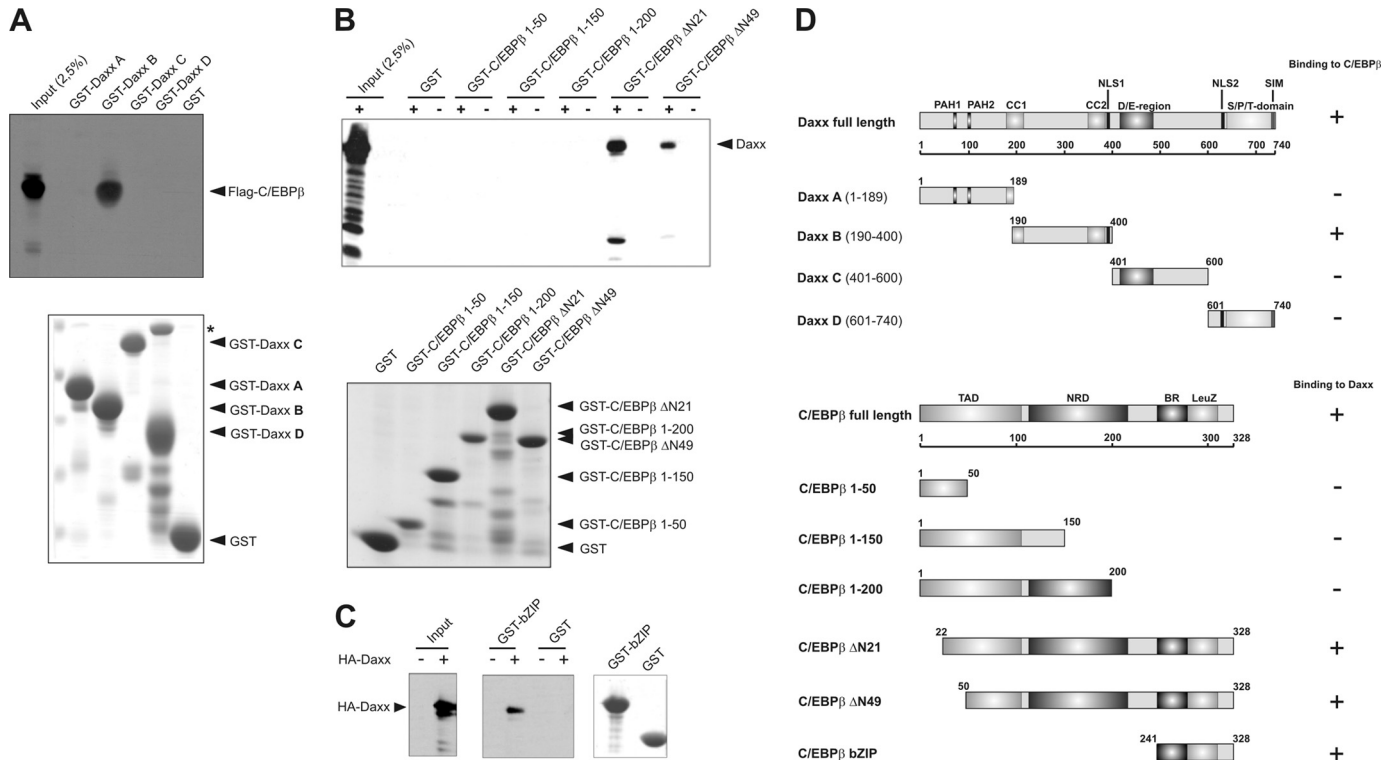 A
Input (2,5%)
GST-Daxx A
GST-Daxx B
GST-Daxx C
GST-Daxx D
GST
Flag-C/EBPβ
*
GST-Daxx C
GST-Daxx A
GST-Daxx B
GST-Daxx D
GST
B
Input (2,5%)
GST
GST-C/EBPβ 1-50
GST-C/EBPβ 1-150
GST-C/EBPβ 1-200
GST-C/EBPβ ΔN21
GST-C/EBPβ ΔN49
+ + - + - + - + - + - + -
Daxx
GST
GST-C/EBPβ 1-50
GST-C/EBPβ 1-150
GST-C/EBPβ 1-200
GST-C/EBPβ ΔN21
GST-C/EBPβ ΔN49
GST-C/EBPβ ΔN21
GST-C/EBPβ 1-200
GST-C/EBPβ ΔN49
GST-C/EBPβ 1-150
GST-C/EBPβ 1-50
GST
C
Input
GST-bZIP
GST
GST-bZIP
GST
HA-Daxx - + - + - +
HA-Daxx
D
Binding to C/EBPβ
NLS1 NLS2 SIM
PAH1 PAH2 CC1 CC2 D/E-region S/P/T-domain
Daxx full length +
1 100 200 300 400 500 600 700 740
1 189
Daxx A (1-189) -
190 400
Daxx B (190-400) +
401 600
Daxx C (401-600) -
601 740
Daxx D (601-740) -
Binding to Daxx
TAD NRD BR LeuZ
C/EBPβ full length +
1 100 200 300 328
1 50
C/EBPβ 1-50 -
1 150
C/EBPβ 1-150 -
1 200
C/EBPβ 1-200 -
22 328
C/EBPβ ΔN21 +
50 328
C/EBPβ ΔN49 +
241 328
C/EBPβ bZIP +